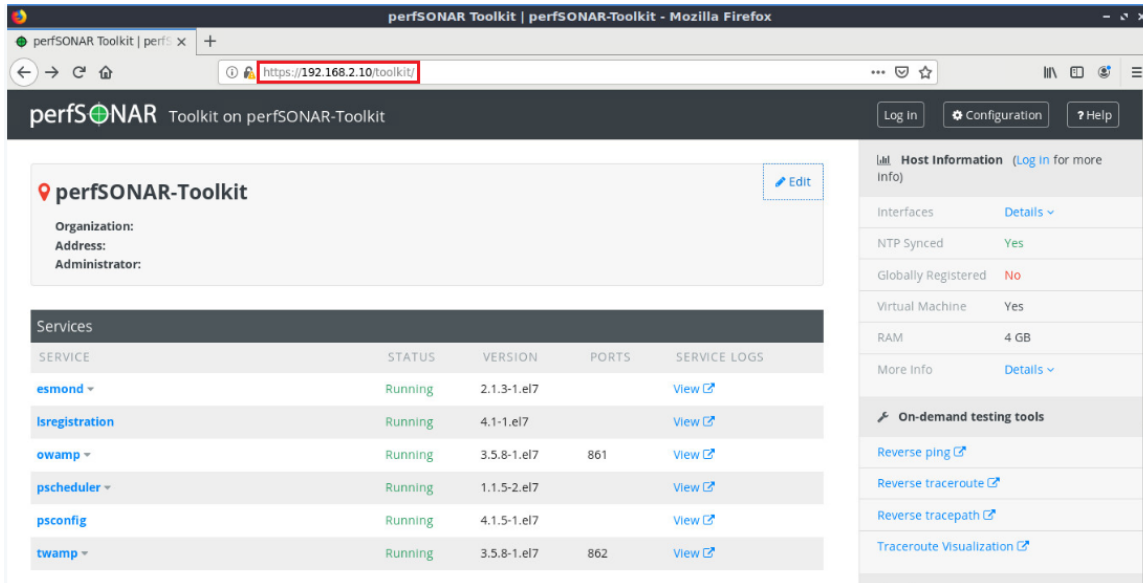 perfSONAR Toolkit | perfSONAR-Toolkit - Mozilla Firefox
perfSONAR Toolkit | perfS
https://192.168.2.10/toolkit/
perfSONAR Toolkit on perfSONAR-Toolkit
Log in
Configuration
? Help
perfSONAR-Toolkit
Edit
Organization:
Address:
Administrator:
Services
SERVICE STATUS VERSION PORTS SERVICE LOGS
esmond Running 2.1.3-1.el7 View
lsregistration Running 4.1-1.el7 View
owamp Running 3.5.8-1.el7 861 View
pscheduler Running 1.1.5-2.el7 View
psconfig Running 4.1.5-1.el7 View
twamp Running 3.5.8-1.el7 862 View
Host Information (Log in for more
info)
Interfaces Details
NTP Synced Yes
Globally Registered No
Virtual Machine Yes
RAM 4 GB
More Info Details
On-demand testing tools
Reverse ping
Reverse traceroute
Reverse tracepath
Traceroute Visualization